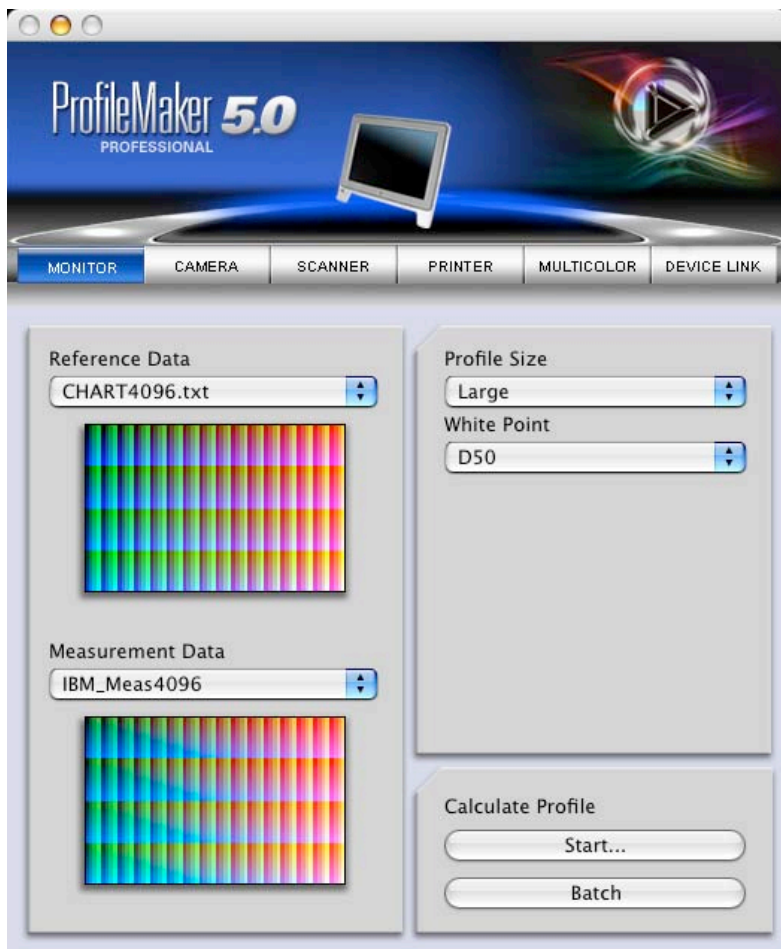 ProfileMaker 5.0
PROFESSIONAL
MONITOR
CAMERA
SCANNER
PRINTER
MULTICOLOR
DEVICE LINK
Reference Data
CHART4096.txt
Measurement Data
IBM_Meas4096
Profile Size
Large
White Point
D50
Calculate Profile
Start...
Batch